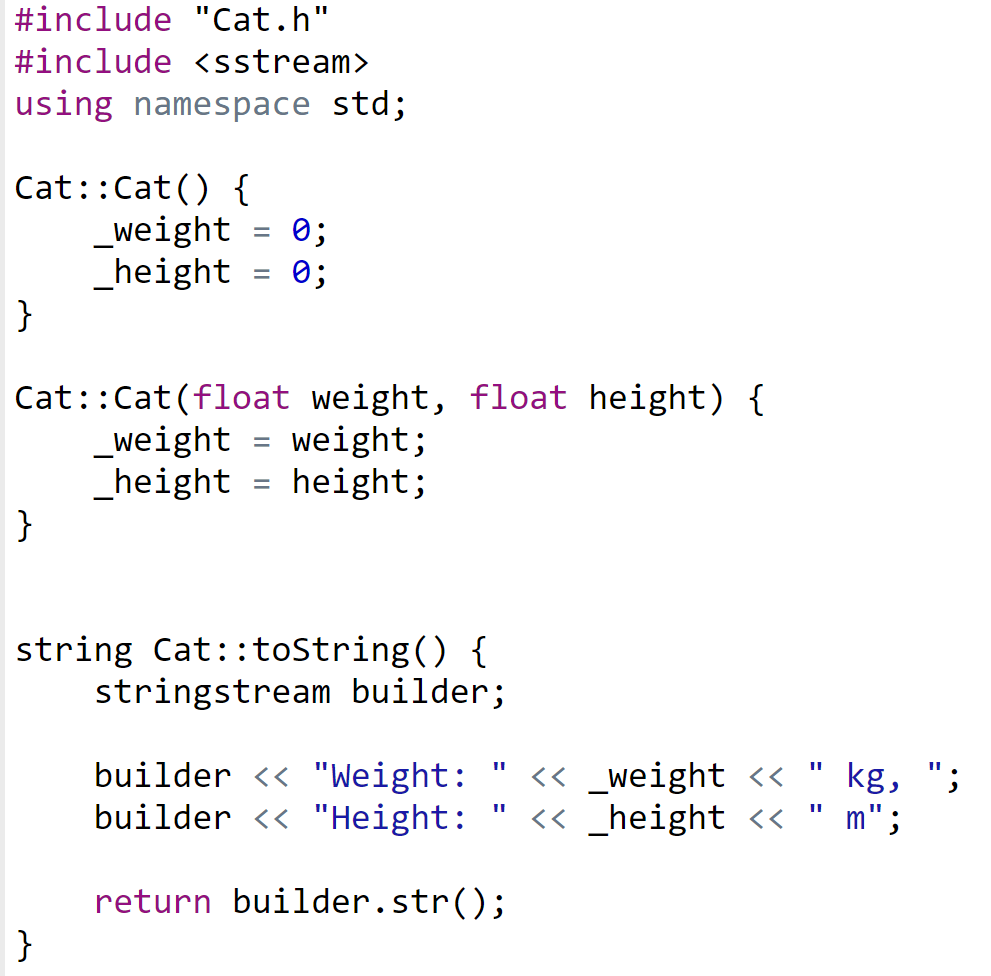 #include "Cat.h"
#include <sstream>
using namespace std;

Cat::Cat() {
    _weight = 0;
    _height = 0;
}

Cat::Cat(float weight, float height) {
    _weight = weight;
    _height = height;
}


string Cat::toString() {
    stringstream builder;

    builder << "Weight: " << _weight << " kg, ";
    builder << "Height: " << _height << " m";

    return builder.str();
}